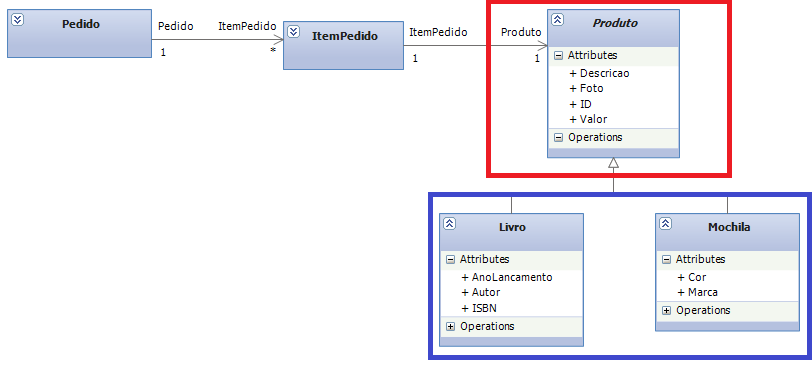 Pedido
Pedido
ItemPedido
1
*
ItemPedido
ItemPedido
Produto
1
1
Produto
Attributes
+ Descricao
+ Foto
+ ID
+ Valor
Operations
Livro
Attributes
+ AnoLancamento
+ Autor
+ ISBN
Operations
Mochila
Attributes
+ Cor
+ Marca
Operations